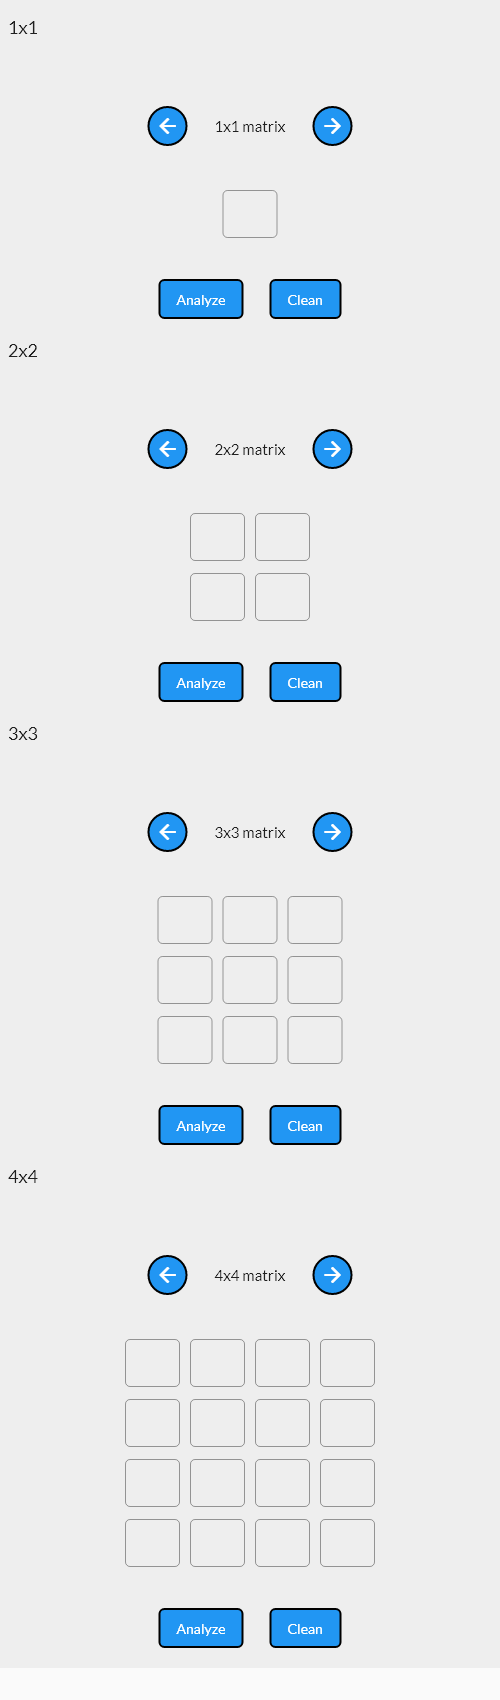 1x1
1x1 matrix
Analyze Clean
2x2
2x2 matrix
Analyze Clean
3x3
3x3 matrix
Analyze Clean
4x4
4x4 matrix
Analyze Clean